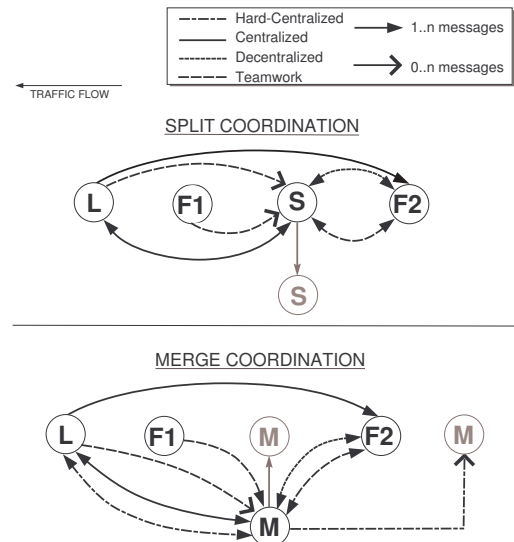 Hard-Centralized
Centralized
Decentralized
Teamwork
1..n messages
0..n messages
TRAFFIC FLOW
SPLIT COORDINATION
L
F1
S
F2
S
MERGE COORDINATION
L
F1
M
F2
M
M